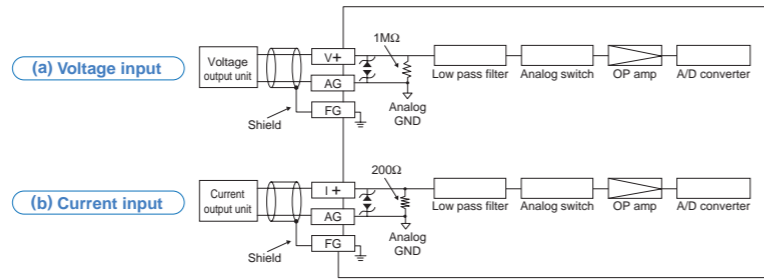 (a) Voltage input
Voltage
output unit
Shield
V+
AG
FG
1MΩ
Analog
GND
Low pass filter
Analog switch
OP amp
A/D converter
(b) Current input
Current
output unit
Shield
I +
AG
FG
200Ω
Analog
GND
Low pass filter
Analog switch
OP amp
A/D converter